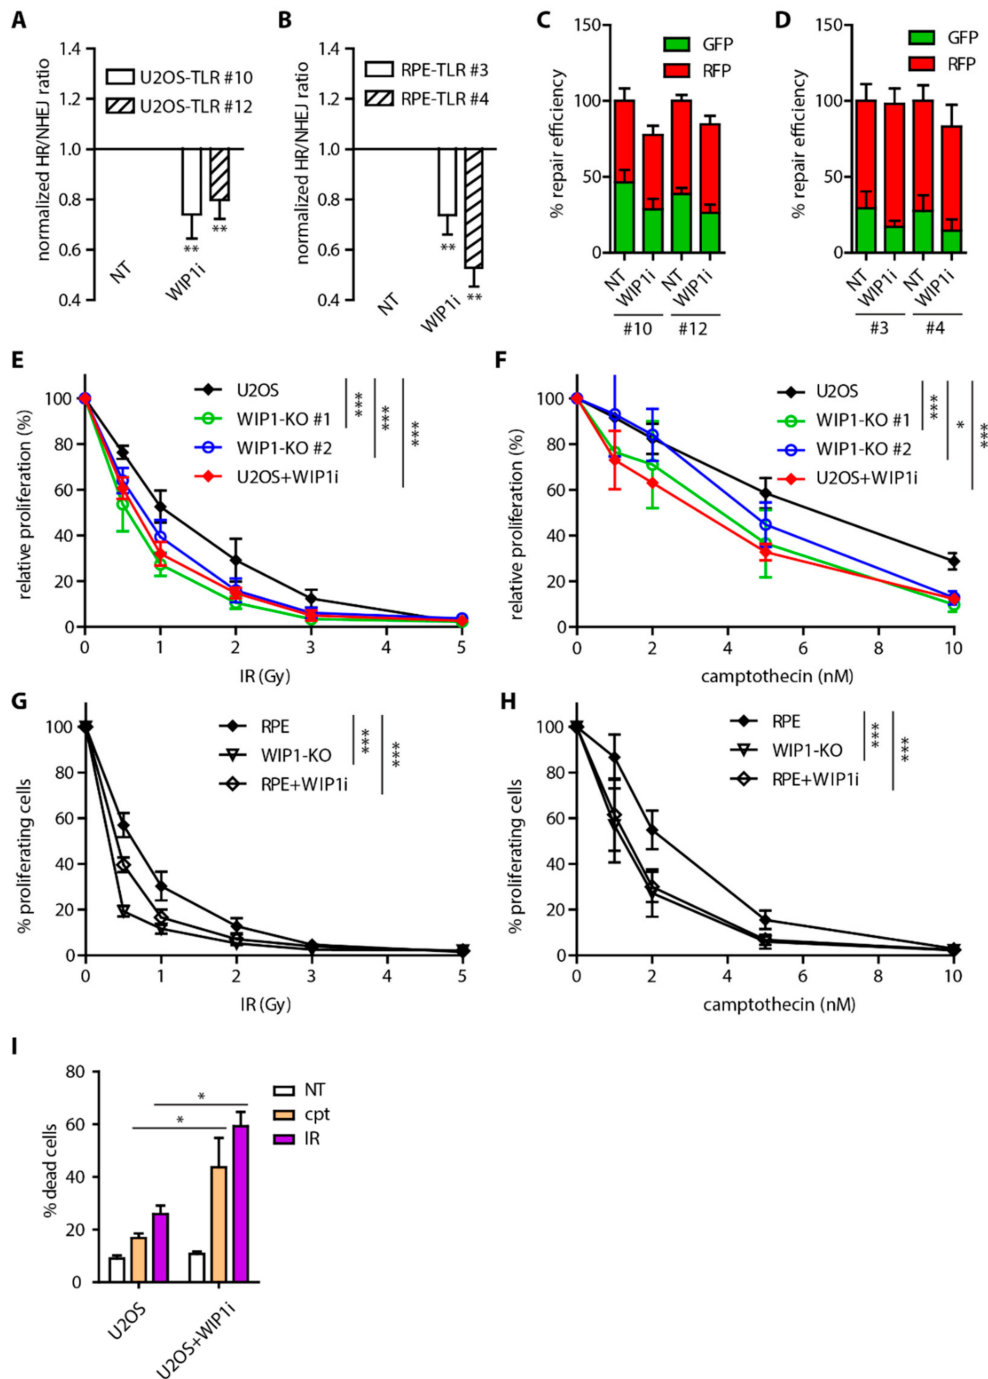 A
normalized HR/NHEJ ratio
1.4
1.2
1.0
0.8
0.6
0.4
U2OS-TLR #10
U2OS-TLR #12
**
**
NT
WIP1i
B
normalized HR/NHEJ ratio
1.4
1.2
1.0
0.8
0.6
0.4
RPE-TLR #3
RPE-TLR #4
**
**
NT
WIP1i
C
% repair efficiency
150
100
50
0
GFP
RFP
NT
WIP1i
NT
WIP1i
#10
#12
D
% repair efficiency
150
100
50
0
GFP
RFP
NT
WIP1i
NT
WIP1i
#3
#4
E
relative proliferation (%)
100
80
60
40
20
0
U2OS
WIP1-KO #1
WIP1-KO #2
U2OS+WIP1i
***
***
***
0
1
2
3
4
5
IR (Gy)
F
relative proliferation (%)
100
80
60
40
20
0
U2OS
WIP1-KO #1
WIP1-KO #2
U2OS+WIP1i
***
*
***
0
2
4
6
8
10
camptothecin (nM)
G
% proliferating cells
100
80
60
40
20
0
RPE
WIP1-KO
RPE+WIP1i
***
***
0
1
2
3
4
5
IR (Gy)
H
% proliferating cells
100
80
60
40
20
0
RPE
WIP1-KO
RPE+WIP1i
***
***
0
2
4
6
8
10
camptothecin (nM)
I
% dead cells
80
60
40
20
0
*
*
NT
cpt
IR
U2OS
U2OS+WIP1i